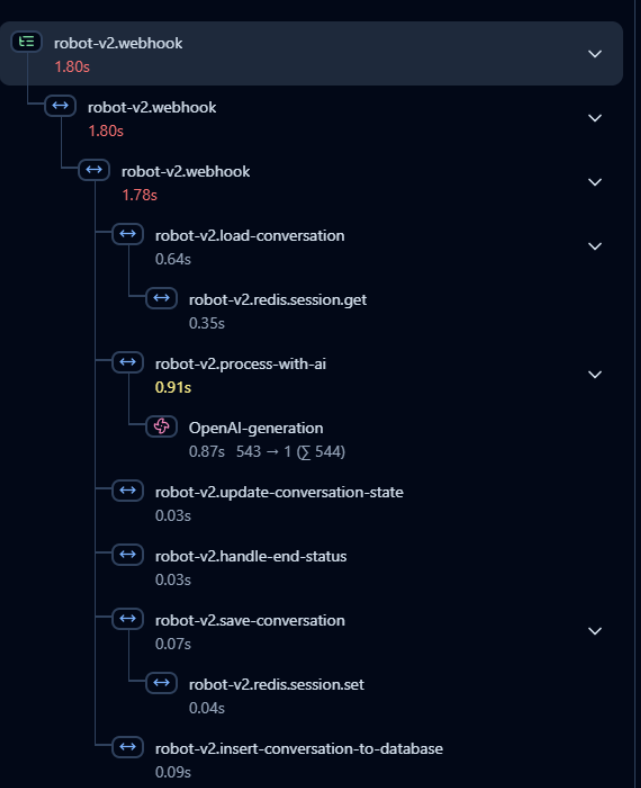 robot-v2.webhook
1.80s
robot-v2.webhook
1.80s
robot-v2.webhook
1.78s
robot-v2.load-conversation
0.64s
robot-v2.redis.session.get
0.35s
robot-v2.process-with-ai
0.91s
OpenAI-generation
0.87s 543 → 1 (∑ 544)
robot-v2.update-conversation-state
0.03s
robot-v2.handle-end-status
0.03s
robot-v2.save-conversation
0.07s
robot-v2.redis.session.set
0.04s
robot-v2.insert-conversation-to-database
0.09s